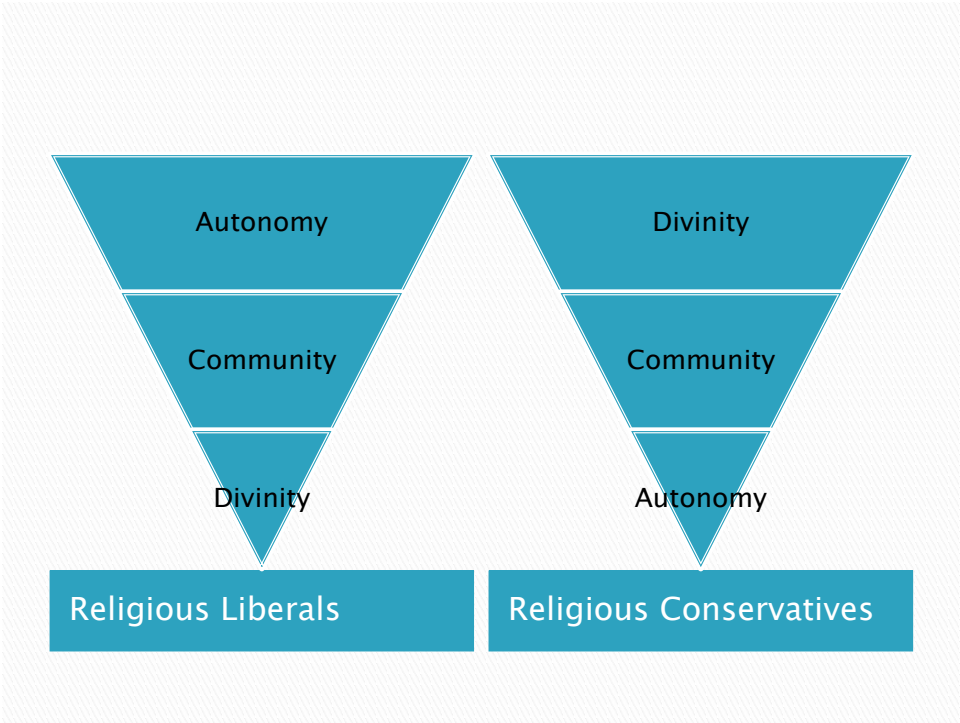 Autonomy
Community
Divinity
Religious Liberals
Divinity
Community
Autonomy
Religious Conservatives